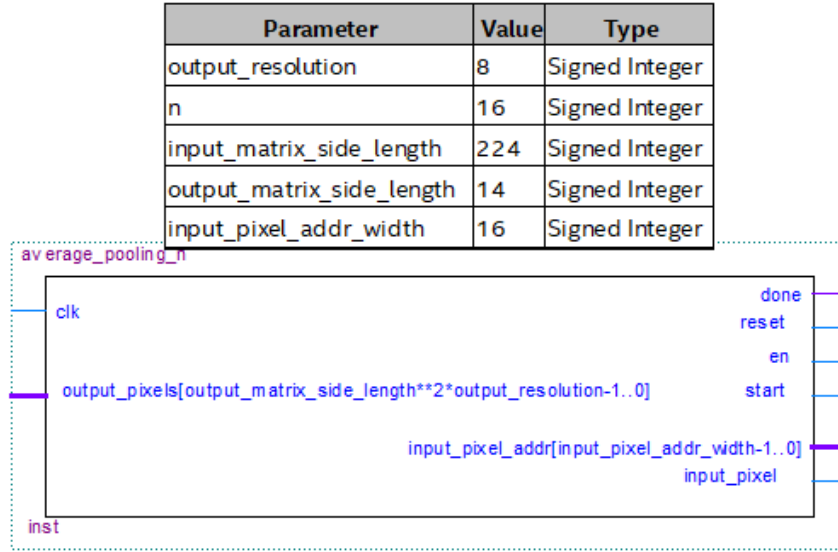 Parameter Value Type
output_resolution 8 Signed Integer
n 16 Signed Integer
input_matrix_side_length 224 Signed Integer
output_matrix_side_length 14 Signed Integer
input_pixel_addr_width 16 Signed Integer
average_pooling_n
clk
done
reset
en
output_pixels[output_matrix_side_length**2*output_resolution-1..0]
start
input_pixel_addr[input_pixel_addr_width-1..0]
input_pixel
inst